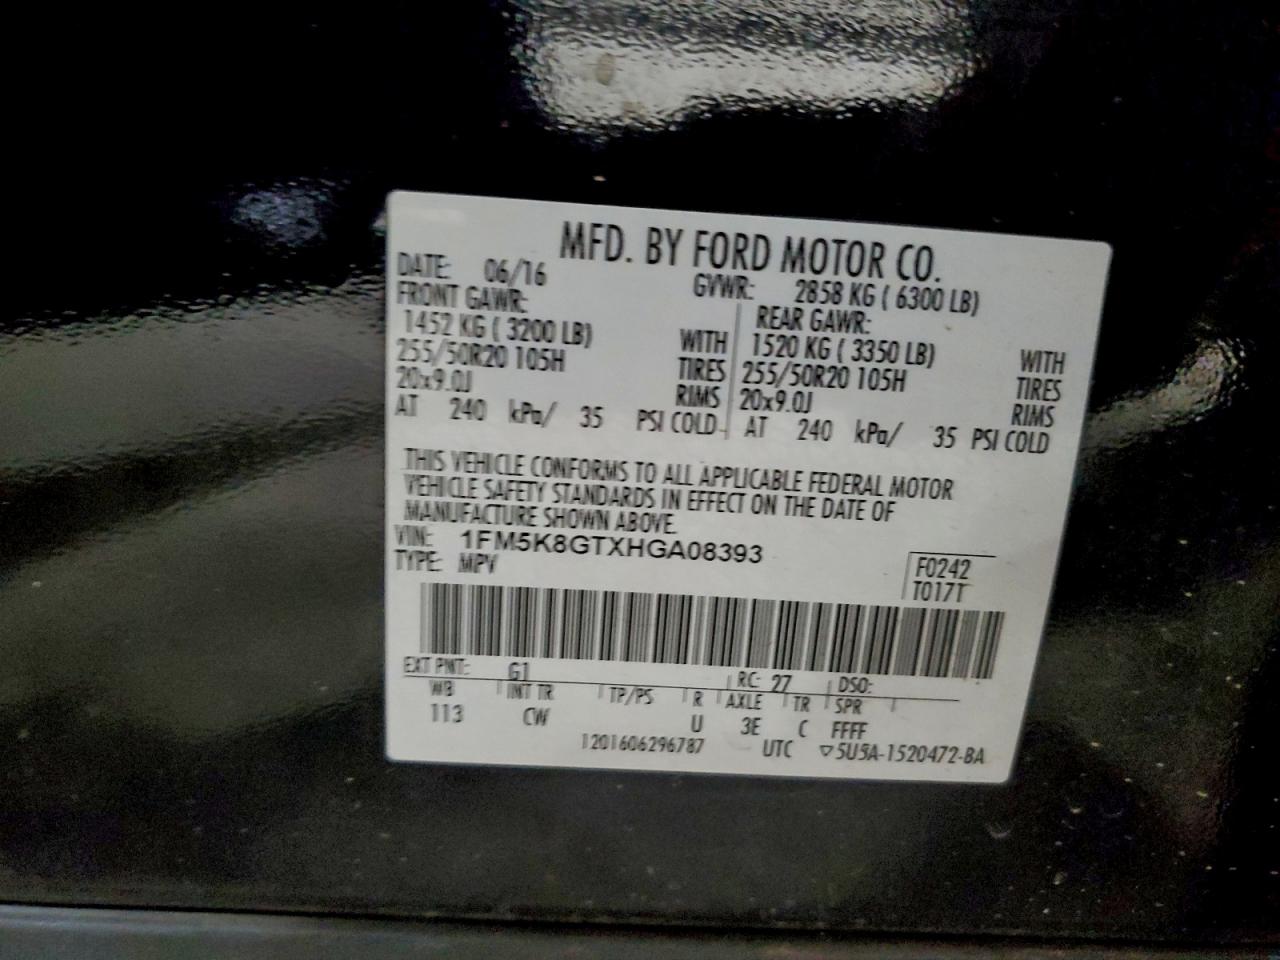 MFD. BY FORD MOTOR CO.
DATE: 06/16 GVWR: 2858 KG ( 6300 LB)
FRONT GAWR: REAR GAWR:
1452 KG ( 3200 LB) WITH 1520 KG ( 3350 LB) WITH
255/50R20 105H TIRES 255/50R20 105H TIRES
20x9.0J RIMS 20x9.0J RIMS
AT 240 kPa/ 35 PSI COLD AT 240 kPa/ 35 PSI COLD
THIS VEHICLE CONFORMS TO ALL APPLICABLE FEDERAL MOTOR
VEHICLE SAFETY STANDARDS IN EFFECT ON THE DATE OF
MANUFACTURE SHOWN ABOVE.
VIN: 1FM5K8GTXHGA08393
TYPE: MPV
F0242
T017T
EXT PNT: G1 RC: 27 DSO:
WB INT TR TP/PS R AXLE TR SPR
113 CW U 3E C FFFF
1201606296787 UTC ▽5U5A-1520472-BA